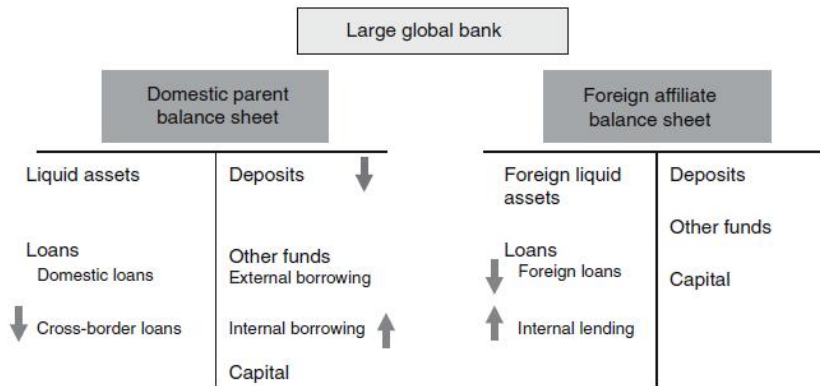 Large global bank
Domestic parent
balance sheet
Liquid assets
Deposits
Loans
Domestic loans
Other funds
External borrowing
Cross-border loans
Internal borrowing
Capital
Foreign affiliate
balance sheet
Foreign liquid
assets
Deposits
Other funds
Loans
Foreign loans
Capital
Internal lending